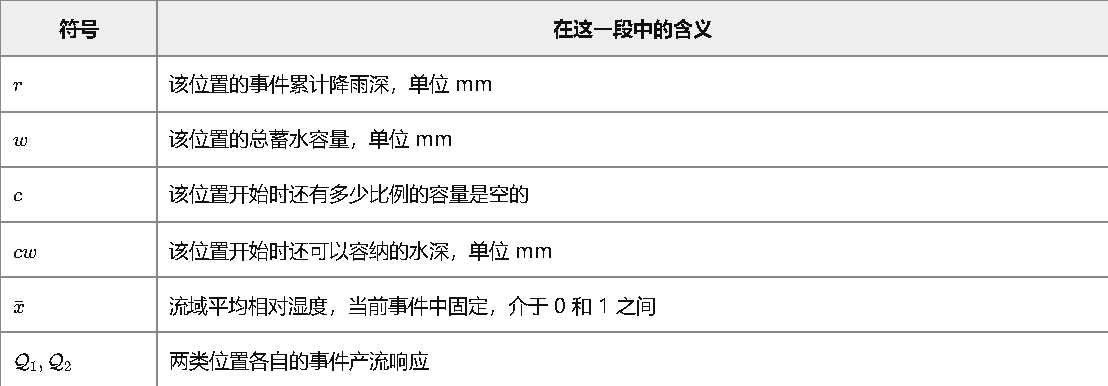 符号 在这一段中的含义
r 该位置的事件累计降雨深，单位 mm
w 该位置的总蓄水容量，单位 mm
c 该位置开始时还有多少比例的容量是空的
cw 该位置开始时还可以容纳的水深，单位 mm
x̄ 流域平均相对湿度，当前事件中固定，介于 0 和 1 之间
𝒬₁, 𝒬₂ 两类位置各自的事件产流响应